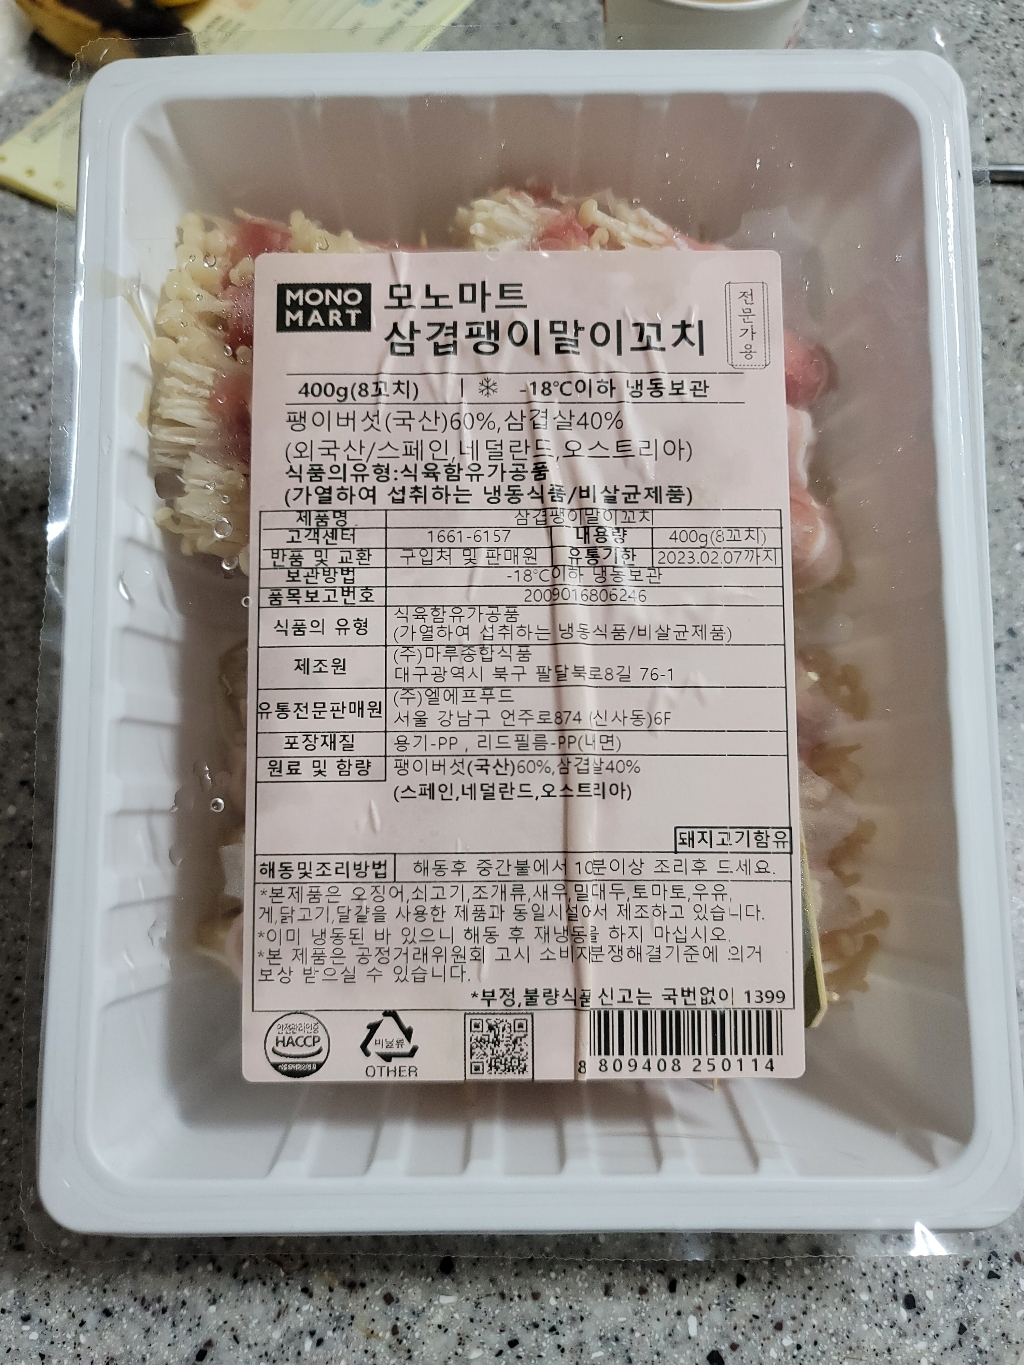 MONO
MART
모노마트
삼겹팽이말이꼬치
전문가용
400g(8꼬치) | -18℃이하 냉동보관
팽이버섯(국산)60%,삼겹살40%
(외국산/스페인,네덜란드,오스트리아)
식품의유형:식육함유가공품
(가열하여 섭취하는 냉동식품/비살균제품)
제품명 삼겹팽이말이꼬치
고객센터 1661-6157 내용량 400g(8꼬치)
반품 및 교환 구입처 및 판매원 유통기한 2023.02.07까지
보관방법 -18℃이하 냉동보관
품목보고번호 2009016806246
식품의 유형 식육함유가공품
(가열하여 섭취하는 냉동식품/비살균제품)
제조원 (주)마루종합식품
대구광역시 북구 팔달북로8길 76-1
유통전문판매원 (주)엘에프푸드
서울 강남구 언주로874 (신사동)6F
포장재질 용기-PP , 리드필름-PP(내면)
원료 및 함량 팽이버섯(국산)60%,삼겹살40%
(스페인,네덜란드,오스트리아)
돼지고기함유
해동및조리방법 해동후 중간불에서 10분이상 조리후 드세요.
*본제품은 오징어,쇠고기,조개류,새우,밀,대두,토마토,우유,
게,닭고기,달걀을 사용한 제품과 동일시설에서 제조하고 있습니다.
*이미 냉동된 바 있으니 해동 후 재냉동을 하지 마십시오.
*본 제품은 공정거래위원회 고시 소비자분쟁해결기준에 의거
보상 받으실 수 있습니다.
*부정,불량식품 신고는 국번없이 1399
안전관리인증
HACCP
비닐류
OTHER
8 809408 250114